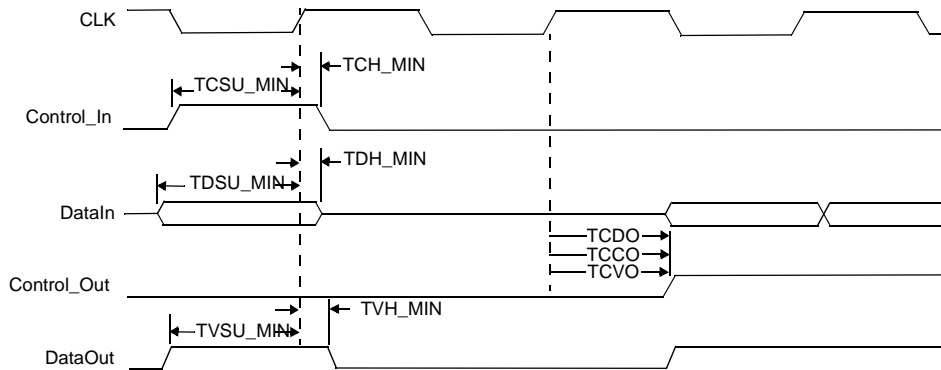 CLK
TCH_MIN
TCSU_MIN
Control_In
TDH_MIN
TDSU_MIN
DataIn
TCDO
TCCO
TCVO
Control_Out
TVH_MIN
TVSU_MIN
DataOut